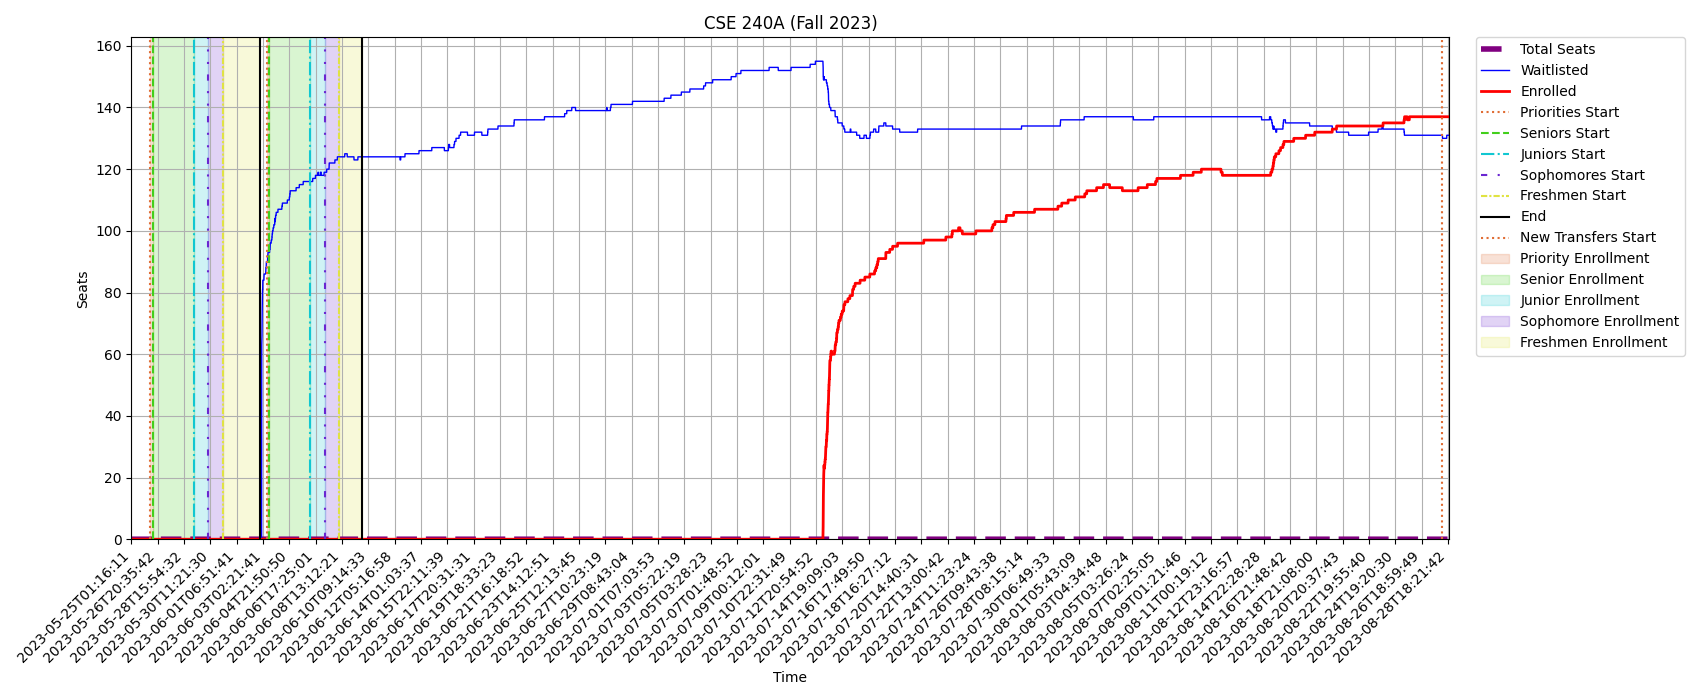 CSE 240A (Fall 2023)
160
140
120
100
80
60
40
20
0
Seats
2023-05-25T01:16:11
2023-05-26T20:35:42
2023-05-28T15:54:32
2023-05-30T11:21:30
2023-06-01T06:51:41
2023-06-03T02:21:41
2023-06-04T21:50:50
2023-06-06T17:25:01
2023-06-08T13:12:21
2023-06-10T09:14:33
2023-06-12T05:16:58
2023-06-14T01:03:37
2023-06-15T22:11:39
2023-06-17T20:31:31
2023-06-19T18:33:23
2023-06-21T16:18:52
2023-06-23T14:12:51
2023-06-25T12:13:45
2023-06-27T10:23:19
2023-06-29T08:43:04
2023-07-01T07:03:53
2023-07-03T05:22:19
2023-07-05T03:28:23
2023-07-07T01:48:52
2023-07-09T00:12:01
2023-07-10T22:31:49
2023-07-12T20:54:52
2023-07-14T19:09:03
2023-07-16T17:49:50
2023-07-18T16:27:12
2023-07-20T14:40:31
2023-07-22T13:00:42
2023-07-24T11:23:24
2023-07-26T09:43:38
2023-07-28T08:15:14
2023-07-30T06:49:33
2023-08-01T05:43:09
2023-08-03T04:34:48
2023-08-05T03:26:24
2023-08-07T02:25:05
2023-08-09T01:21:46
2023-08-11T00:19:12
2023-08-12T23:16:57
2023-08-14T22:28:28
2023-08-16T21:48:42
2023-08-18T21:08:00
2023-08-20T20:37:43
2023-08-22T19:55:40
2023-08-24T19:20:30
2023-08-26T18:59:49
2023-08-28T18:21:42
Time
Total Seats
Waitlisted
Enrolled
Priorities Start
Seniors Start
Juniors Start
Sophomores Start
Freshmen Start
End
New Transfers Start
Priority Enrollment
Senior Enrollment
Junior Enrollment
Sophomore Enrollment
Freshmen Enrollment